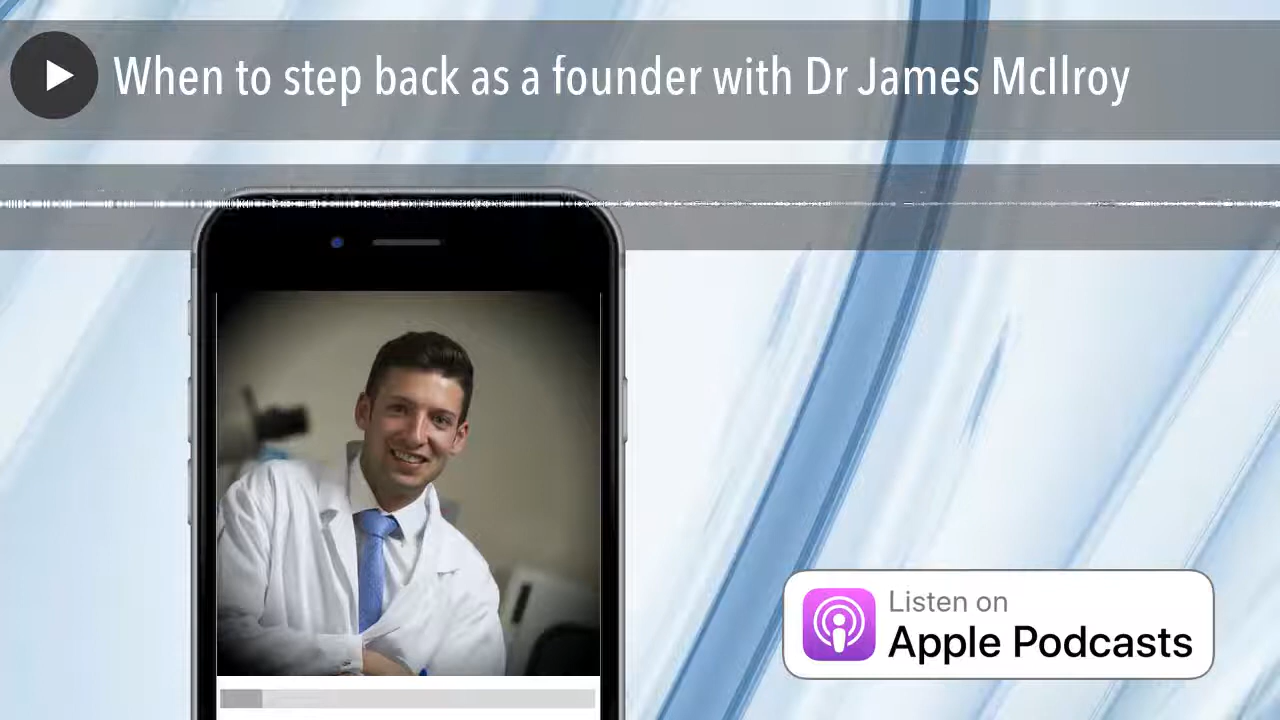 When to step back as a founder with Dr James McIlroy
Listen on
Apple Podcasts